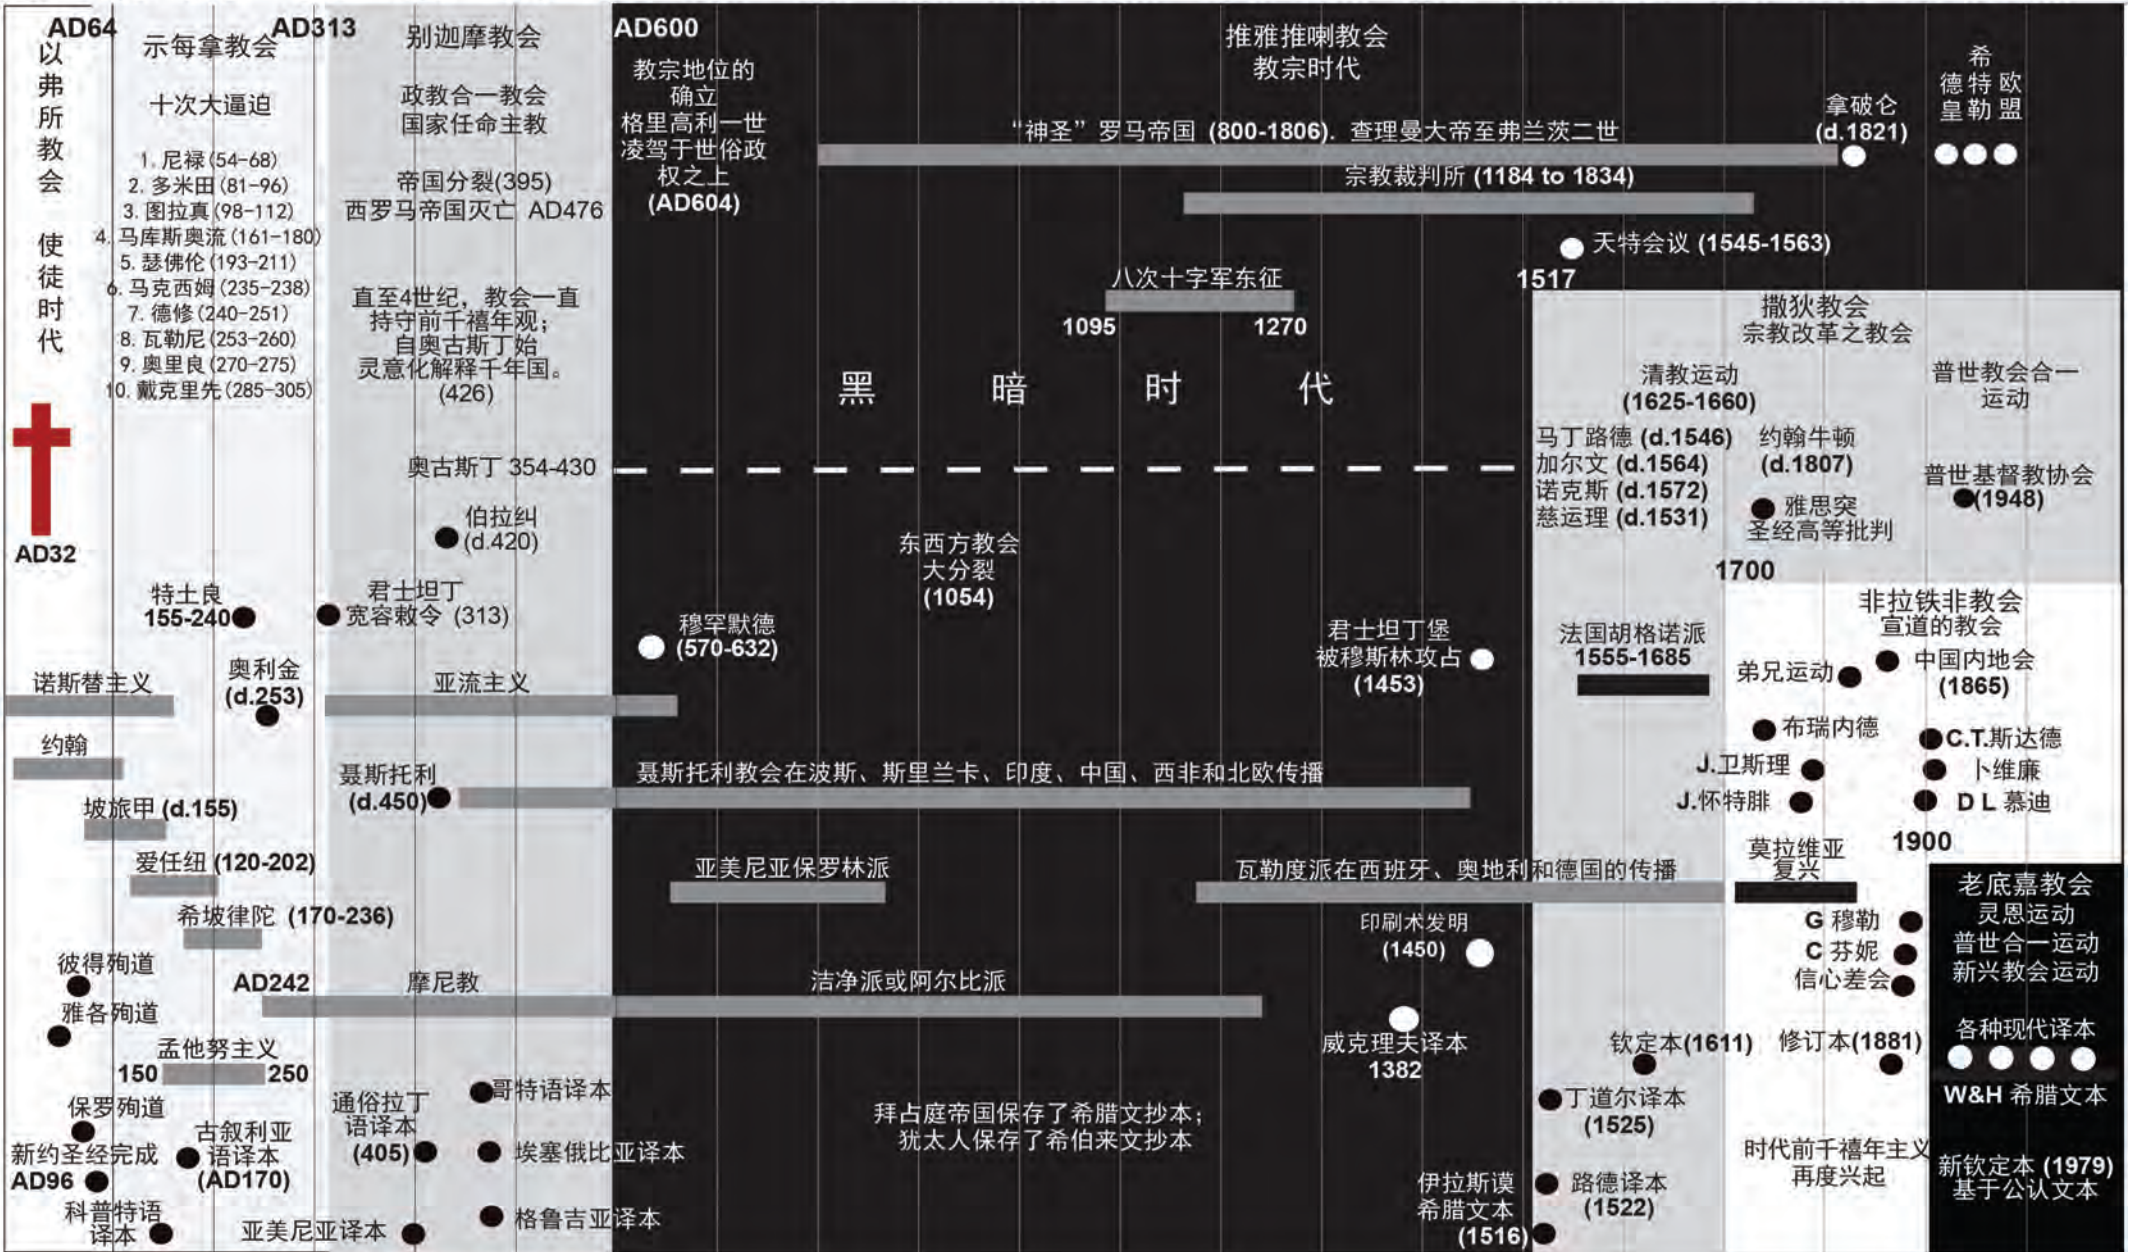 AD64
以弗所教会 使徒时代
AD32
示每拿教会
十次大逼迫
1. 尼禄(54-68)
2. 多米田(81-96)
3. 图拉真(98-112)
4. 马库斯奥流(161-180)
5. 瑟佛伦(193-211)
6. 马克西姆(235-238)
7. 德修(240-251)
8. 瓦勒尼(253-260)
9. 奥里良(270-275)
10. 戴克里先(285-305)
AD313
别迦摩教会
政教合一教会
国家任命主教
帝国分裂(395)
西罗马帝国灭亡 AD476
直至4世纪，教会一直
持守前千禧年观；
自奥古斯丁始
灵意化解释千年国。
(426)
奥古斯丁 354-430
伯拉纠
(d.420)
君士坦丁
宽容敕令 (313)
特土良
155-240
奥利金
(d.253)
诺斯替主义
亚流主义
约翰
坡旅甲 (d.155)
聂斯托利
(d.450)
爱任纽 (120-202)
希坡律陀 (170-236)
彼得殉道
AD242
摩尼教
雅各殉道
孟他努主义
150
250
保罗殉道
新约圣经完成
AD96
古叙利亚
语译本
(AD170)
科普特语
译本
通俗拉丁
语译本
(405)
哥特语译本
埃塞俄比亚译本
亚美尼亚译本
格鲁吉亚译本
AD600
教宗地位的
确立
格里高利一世
凌驾于世俗政
权之上
(AD604)
推雅推喇教会
教宗时代
“神圣”罗马帝国 (800-1806). 查理曼大帝至弗兰茨二世
拿破仑
(d.1821)
德皇
希特勒
欧盟
宗教裁判所 (1184 to 1834)
天特会议 (1545-1563)
八次十字军东征
1095
1270
黑暗时代
东西方教会
大分裂
(1054)
穆罕默德
(570-632)
君士坦丁堡
被穆斯林攻占
(1453)
聂斯托利教会在波斯、斯里兰卡、印度、中国、西非和北欧传播
亚美尼亚保罗林派
瓦勒度派在西班牙、奥地利和德国的传播
印刷术发明
(1450)
洁净派或阿尔比派
威克理夫译本
1382
拜占庭帝国保存了希腊文抄本；
犹太人保存了希伯来文抄本
伊拉斯谟
希腊文本
(1516)
1517
撒狄教会
宗教改革之教会
清教运动
(1625-1660)
普世教会合一
运动
马丁路德 (d.1546)
加尔文 (d.1564)
诺克斯 (d.1572)
慈运理 (d.1531)
约翰牛顿
(d.1807)
雅思突
圣经高等批判
普世基督教协会
(1948)
法国胡格诺派
1555-1685
1700
非拉铁非教会
宣道的教会
弟兄运动
中国内地会
(1865)
布瑞内德
C.T.斯达德
J.卫斯理
卜维廉
J.怀特腓
D L 慕迪
莫拉维亚
复兴
G 穆勒
C 芬妮
信心差会
钦定本(1611)
修订本(1881)
丁道尔译本
(1525)
路德译本
(1522)
时代前千禧年主义
再度兴起
1900
老底嘉教会
灵恩运动
普世合一运动
新兴教会运动
各种现代译本
W&H 希腊文本
新钦定本 (1979)
基于公认文本